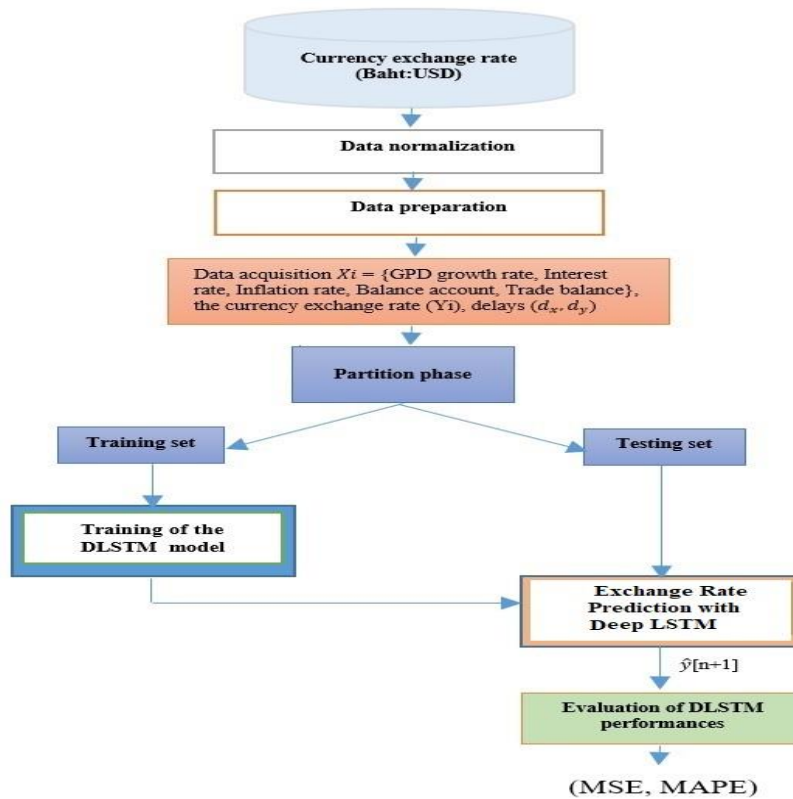 Currency exchange rate
(Baht:USD)
Data normalization
Data preparation
Data acquisition Xi = {GPD growth rate, Interest
rate, Inflation rate, Balance account, Trade balance},
the currency exchange rate (Yi), delays (dₓ, d_y)
Partition phase
Training set
Testing set
Training of the
DLSTM model
Exchange Rate
Prediction with
Deep LSTM
ŷ[n+1]
Evaluation of DLSTM
performances
(MSE, MAPE)